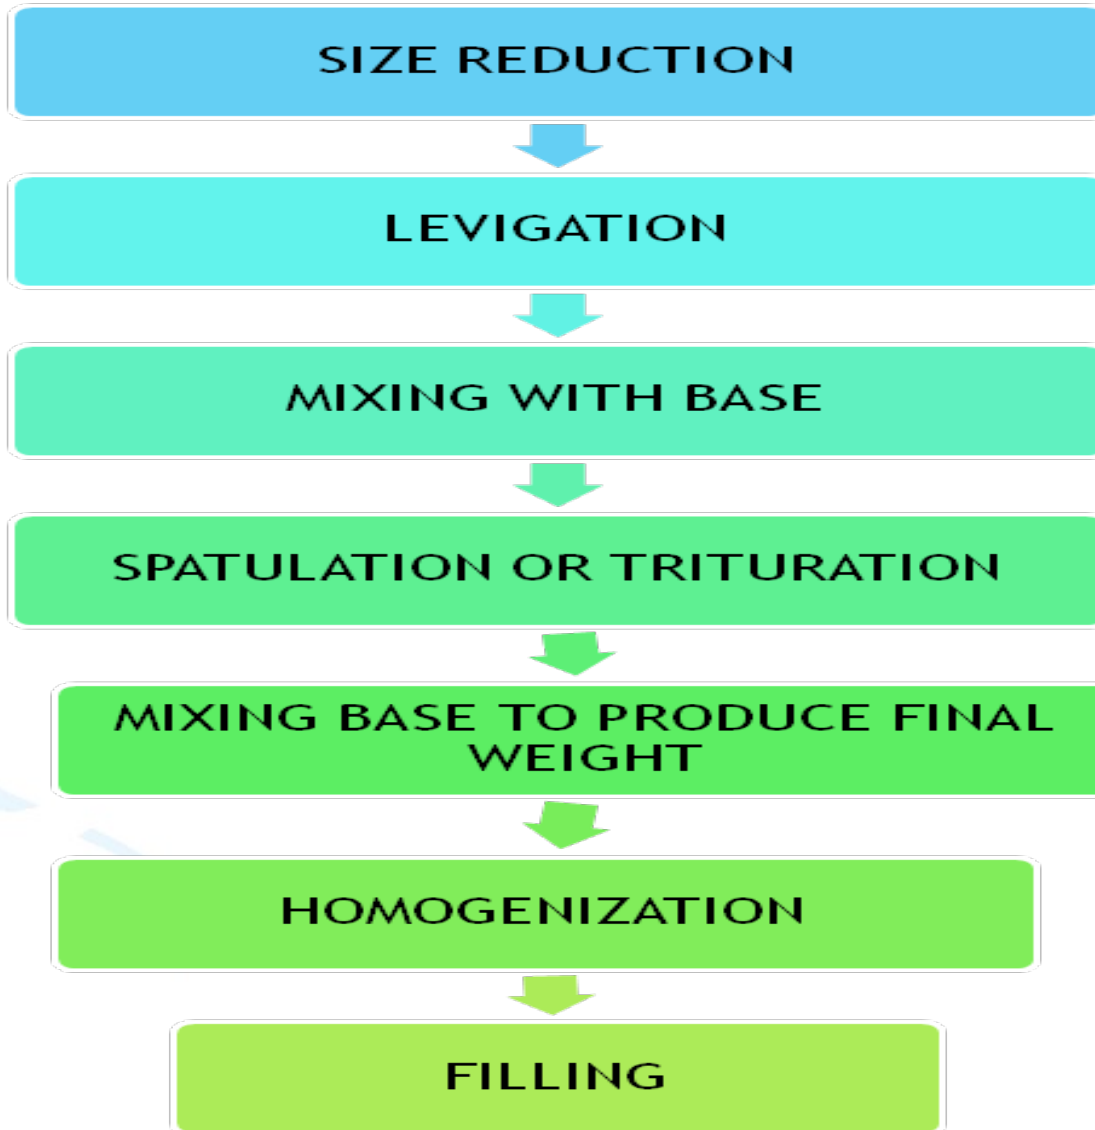 SIZE REDUCTION
LEVIGATION
MIXING WITH BASE
SPATULATION OR TRITURATION
MIXING BASE TO PRODUCE FINAL
WEIGHT
HOMOGENIZATION
FILLING